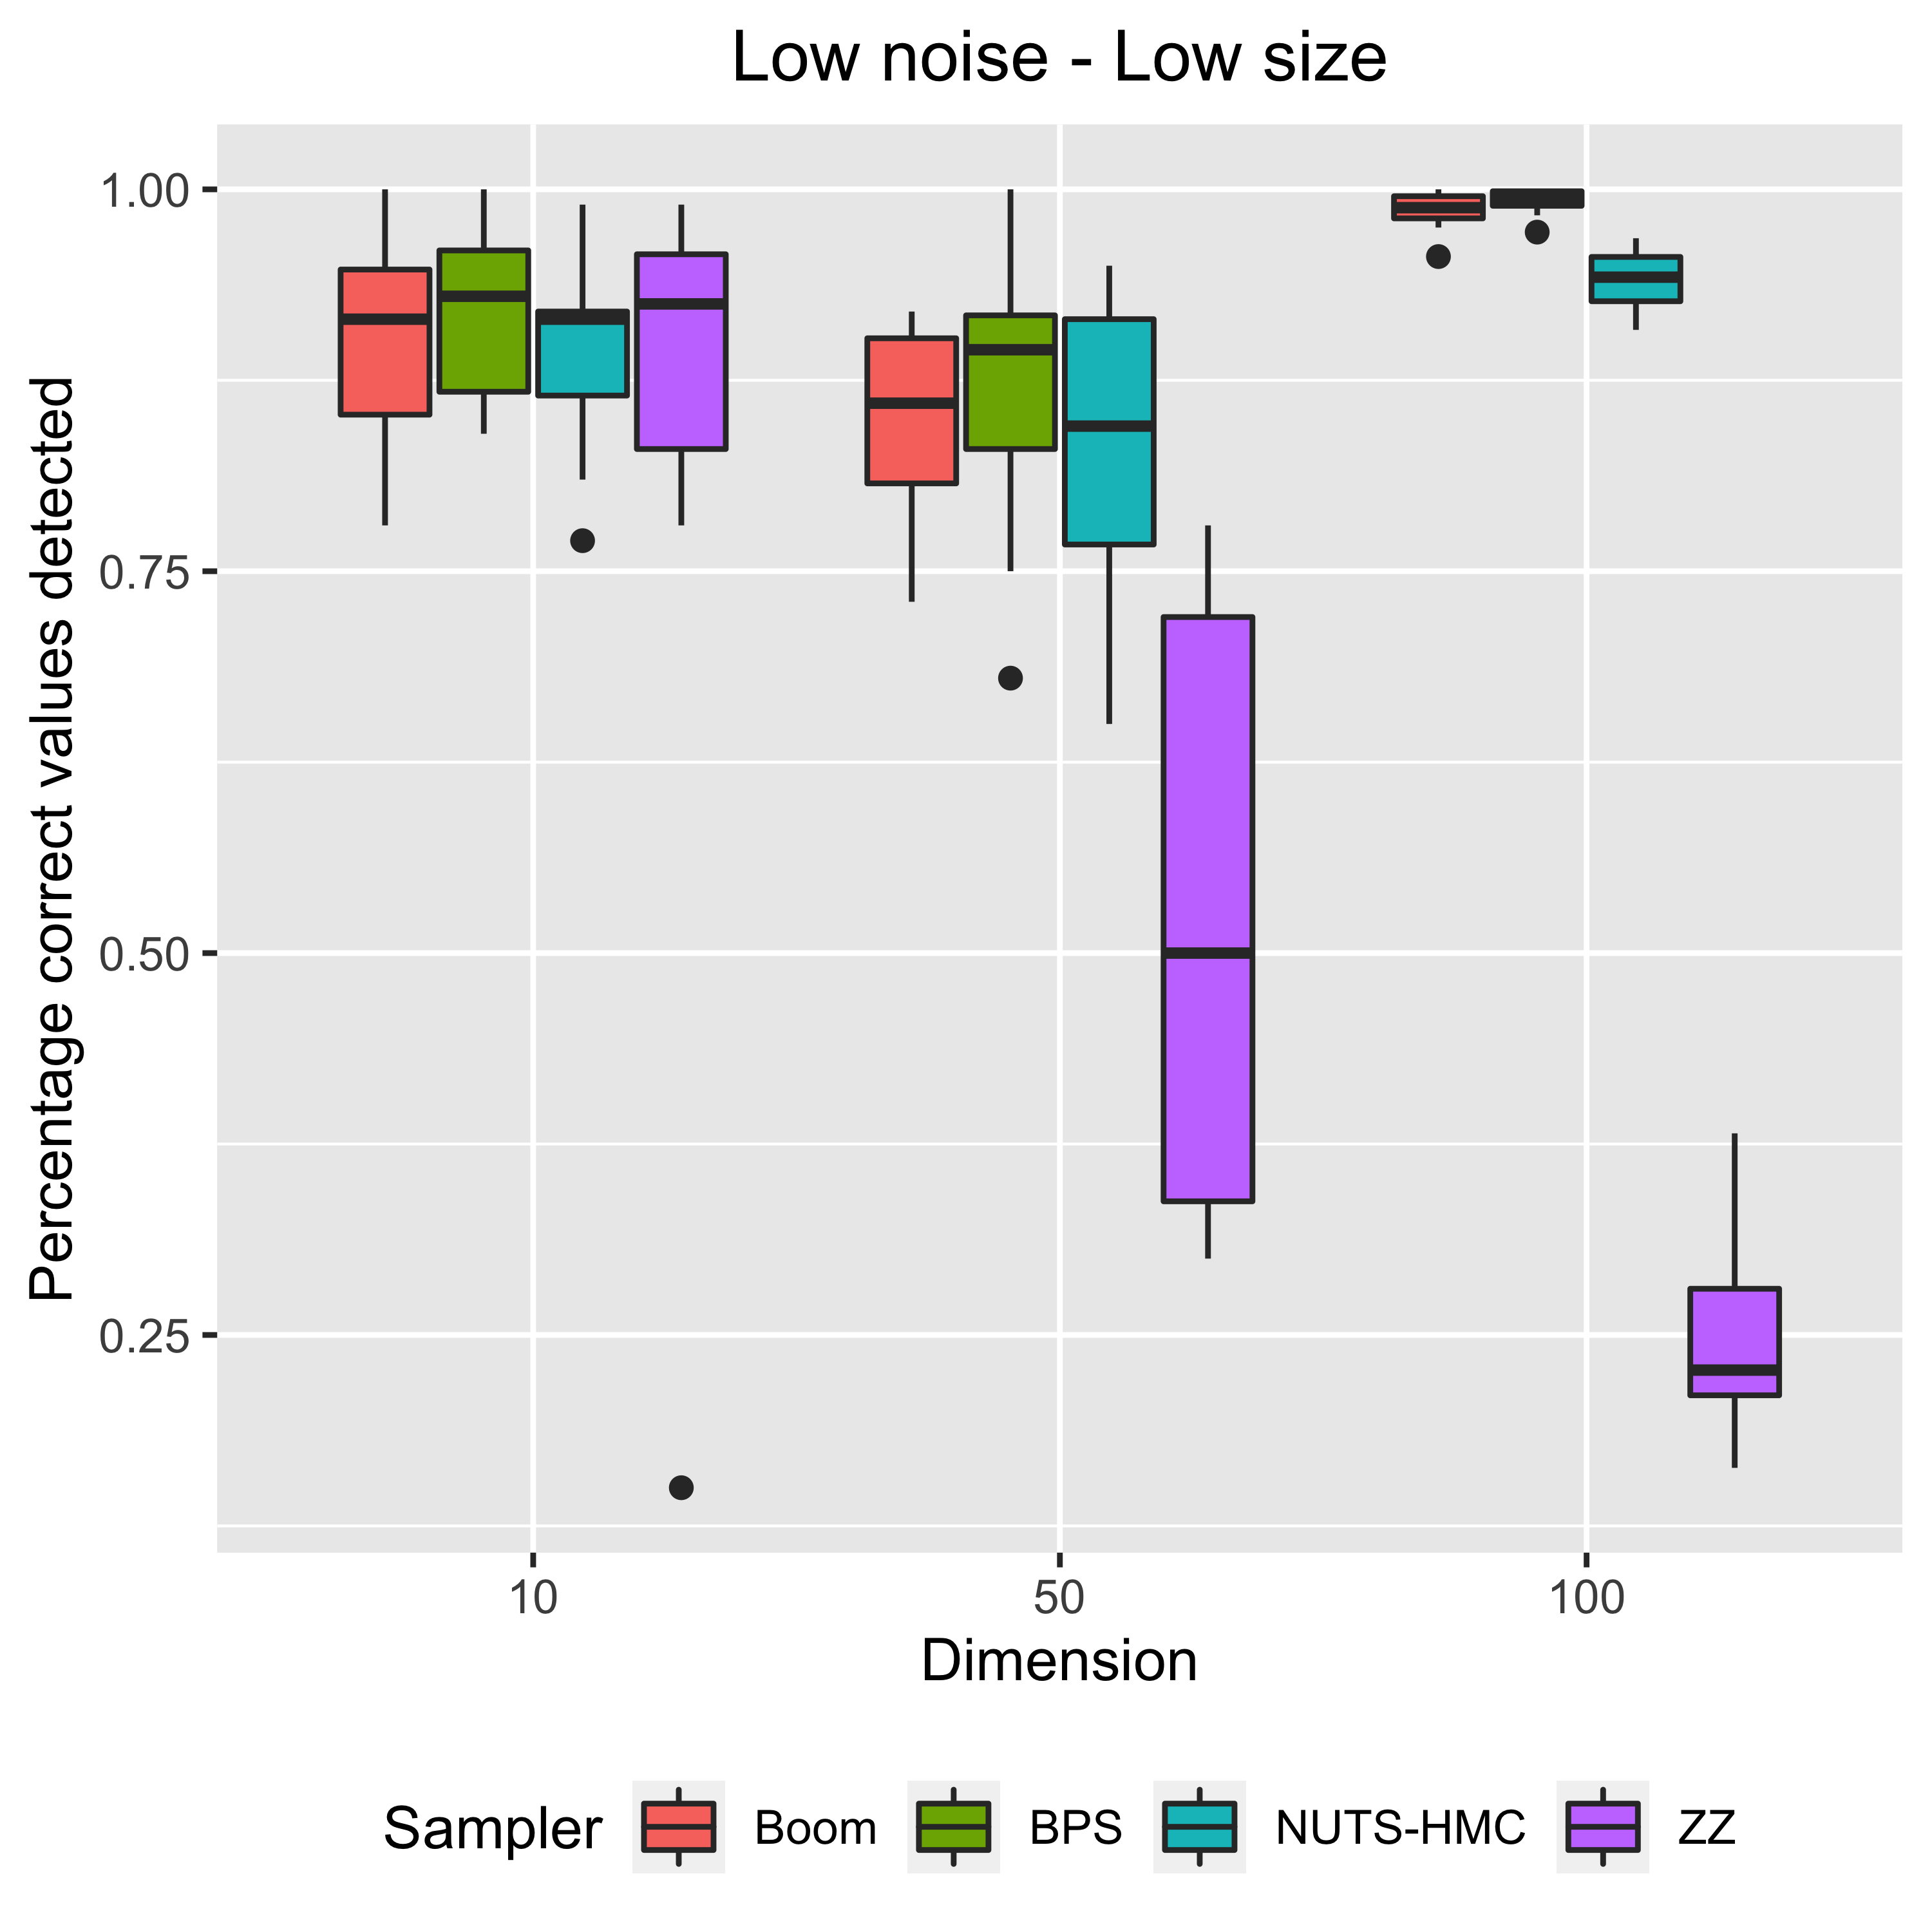 Low noise - Low size
Percentage correct values detected
1.00
0.75
0.50
0.25
10 50 100
Dimension
Sampler Boom BPS NUTS-HMC ZZ